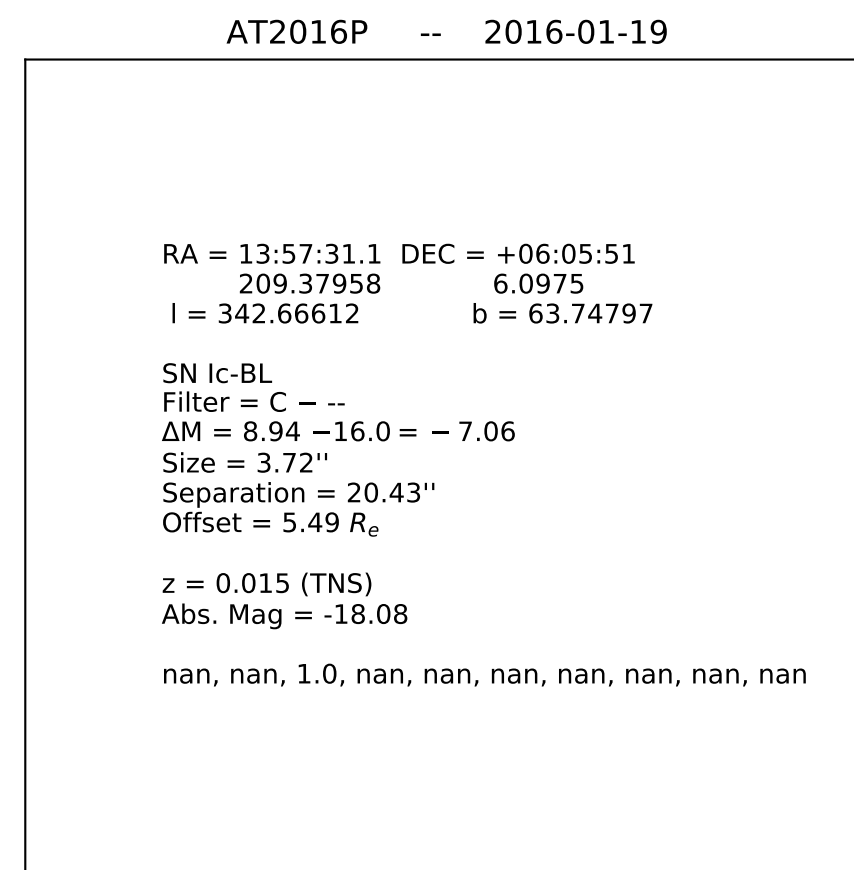 AT2016P -- 2016-01-19
RA = 13:57:31.1 DEC = +06:05:51
209.37958 6.0975
l = 342.66612 b = 63.74797
SN Ic-BL
Filter = C − --
ΔM = 8.94 −16.0 = − 7.06
Size = 3.72''
Separation = 20.43''
Offset = 5.49 Rₑ
z = 0.015 (TNS)
Abs. Mag = -18.08
nan, nan, 1.0, nan, nan, nan, nan, nan, nan, nan